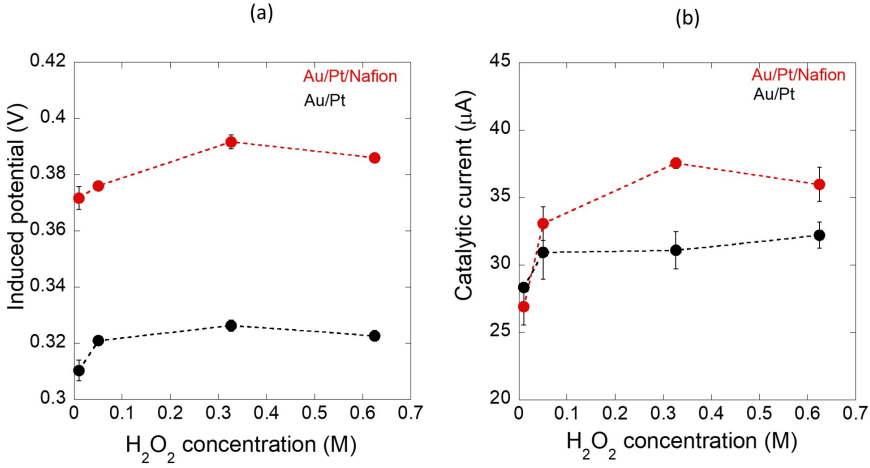 (a)
Induced potential (V)
0.42
0.4
0.38
0.36
0.34
0.32
0.3
Au/Pt/Nafion
Au/Pt
0 0.1 0.2 0.3 0.4 0.5 0.6 0.7
H₂O₂ concentration (M)
(b)
Catalytic current (μA)
45
40
35
30
25
20
Au/Pt/Nafion
Au/Pt
0 0.1 0.2 0.3 0.4 0.5 0.6 0.7
H₂O₂ concentration (M)